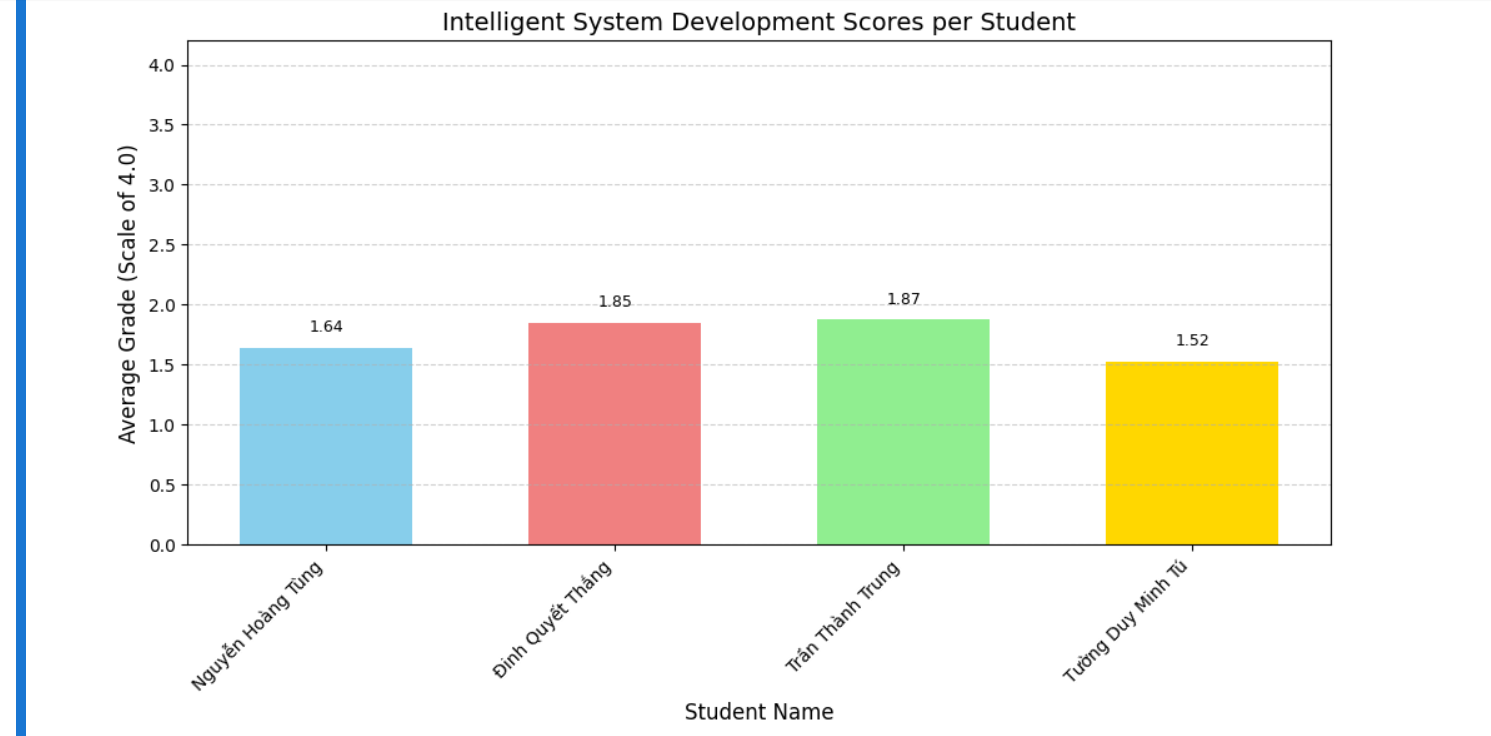 Intelligent System Development Scores per Student
Average Grade (Scale of 4.0)
4.0
3.5
3.0
2.5
2.0
1.5
1.0
0.5
0.0
1.64
1.85
1.87
1.52
Nguyễn Hoàng Tùng
Đinh Quyết Thắng
Trần Thành Trung
Tường Duy Minh Tú
Student Name